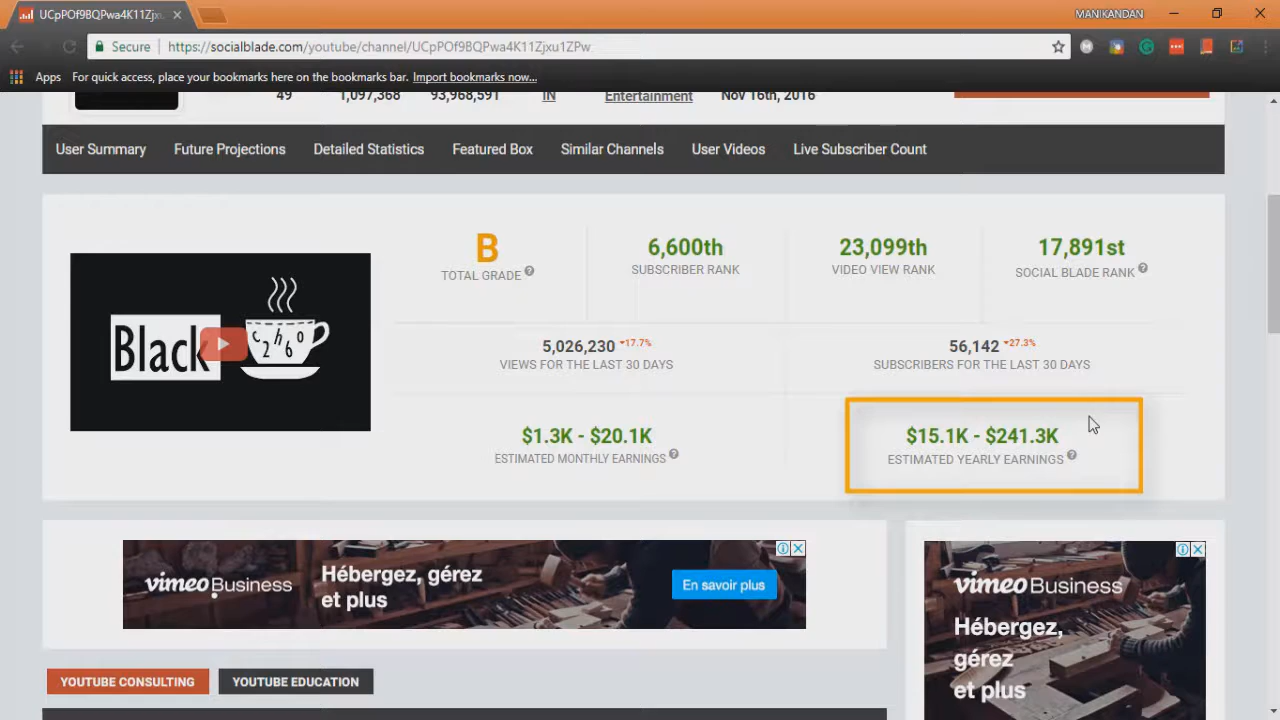 UCpPOf9BQPwa4K11Zjxu
MANIKANDAN
Secure https://socialblade.com/youtube/channel/UCpPOf9BQPwa4K11Zjxu1ZPw
Apps For quick access, place your bookmarks here on the bookmarks bar. Import bookmarks now...
49 1,097,368 93,968,591 IN Entertainment Nov 16th, 2016
User Summary Future Projections Detailed Statistics Featured Box Similar Channels User Videos Live Subscriber Count
B 6,600th 23,099th 17,891st
TOTAL GRADE SUBSCRIBER RANK VIDEO VIEW RANK SOCIAL BLADE RANK
Black c2h60
5,026,230 17.7% 56,142 27.3%
VIEWS FOR THE LAST 30 DAYS SUBSCRIBERS FOR THE LAST 30 DAYS
$1.3K - $20.1K $15.1K - $241.3K
ESTIMATED MONTHLY EARNINGS ESTIMATED YEARLY EARNINGS
vimeo Business
Hébergez, gérez
et plus
En savoir plus
vimeo Business
Hébergez,
gérez
et plus
YOUTUBE CONSULTING YOUTUBE EDUCATION